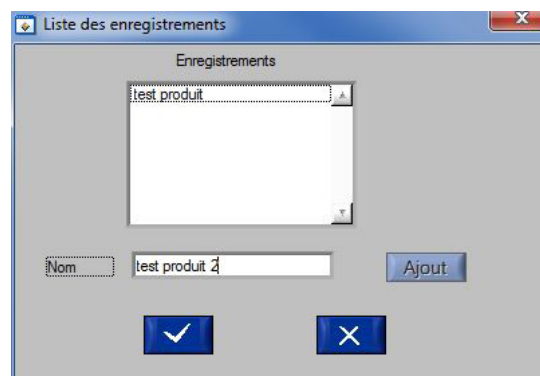 Liste des enregistrements
Enregistrements
test produit
Nom
test produit 2
Ajout